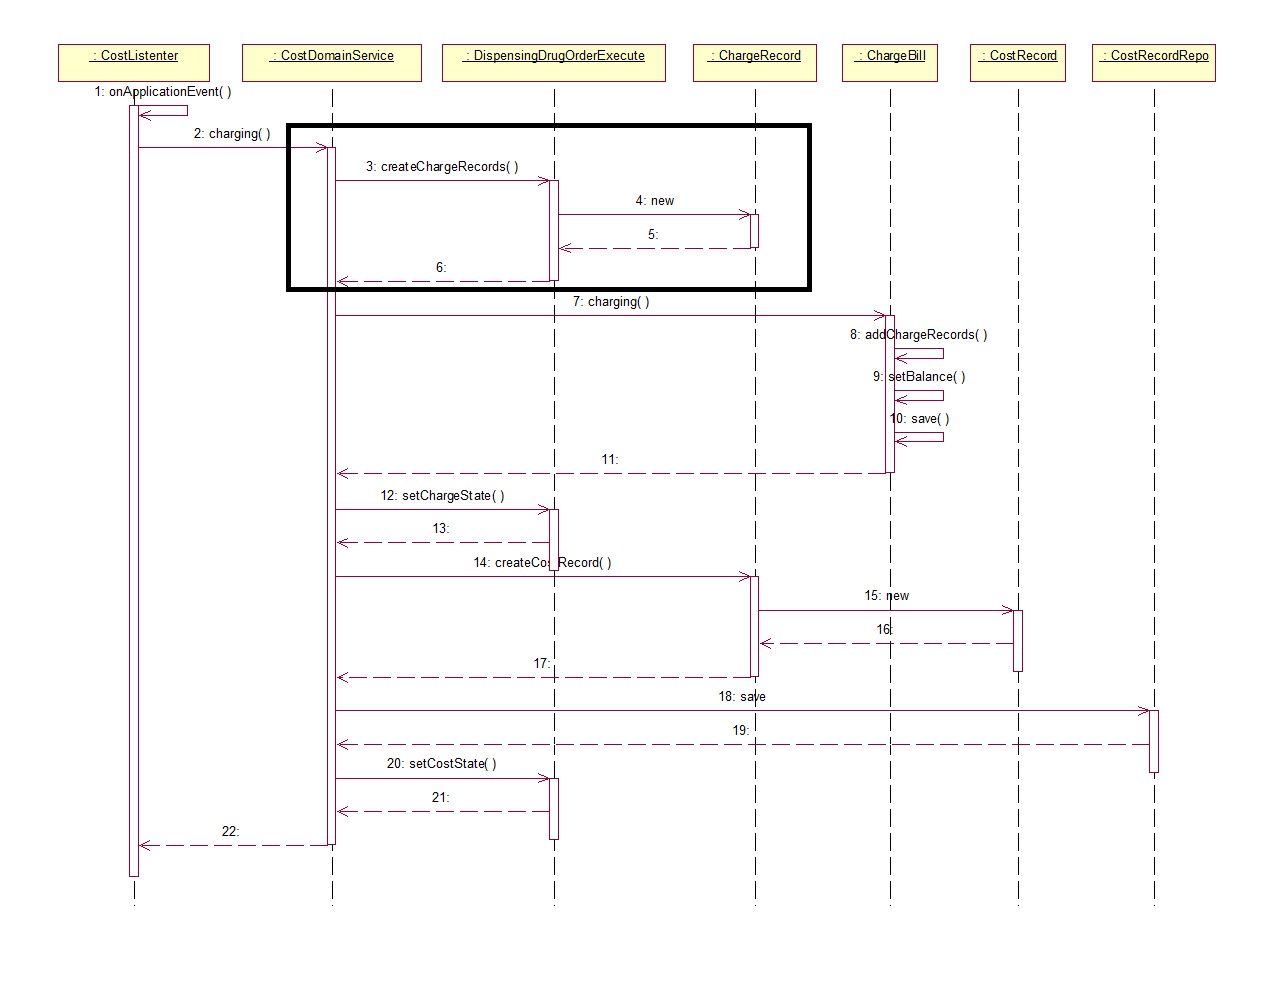 : CostListenter
: CostDomainService
: DispensingDrugOrderExecute
: ChargeRecord
: ChargeBill
: CostRecord
: CostRecordRepo
1: onApplicationEvent( )
2: charging( )
3: createChargeRecords( )
4: new
5:
6:
7: charging( )
8: addChargeRecords( )
9: setBalance( )
10: save( )
11:
12: setChargeState( )
13:
14: createCostRecord( )
15: new
16:
17:
18: save
19:
20: setCostState( )
21:
22: